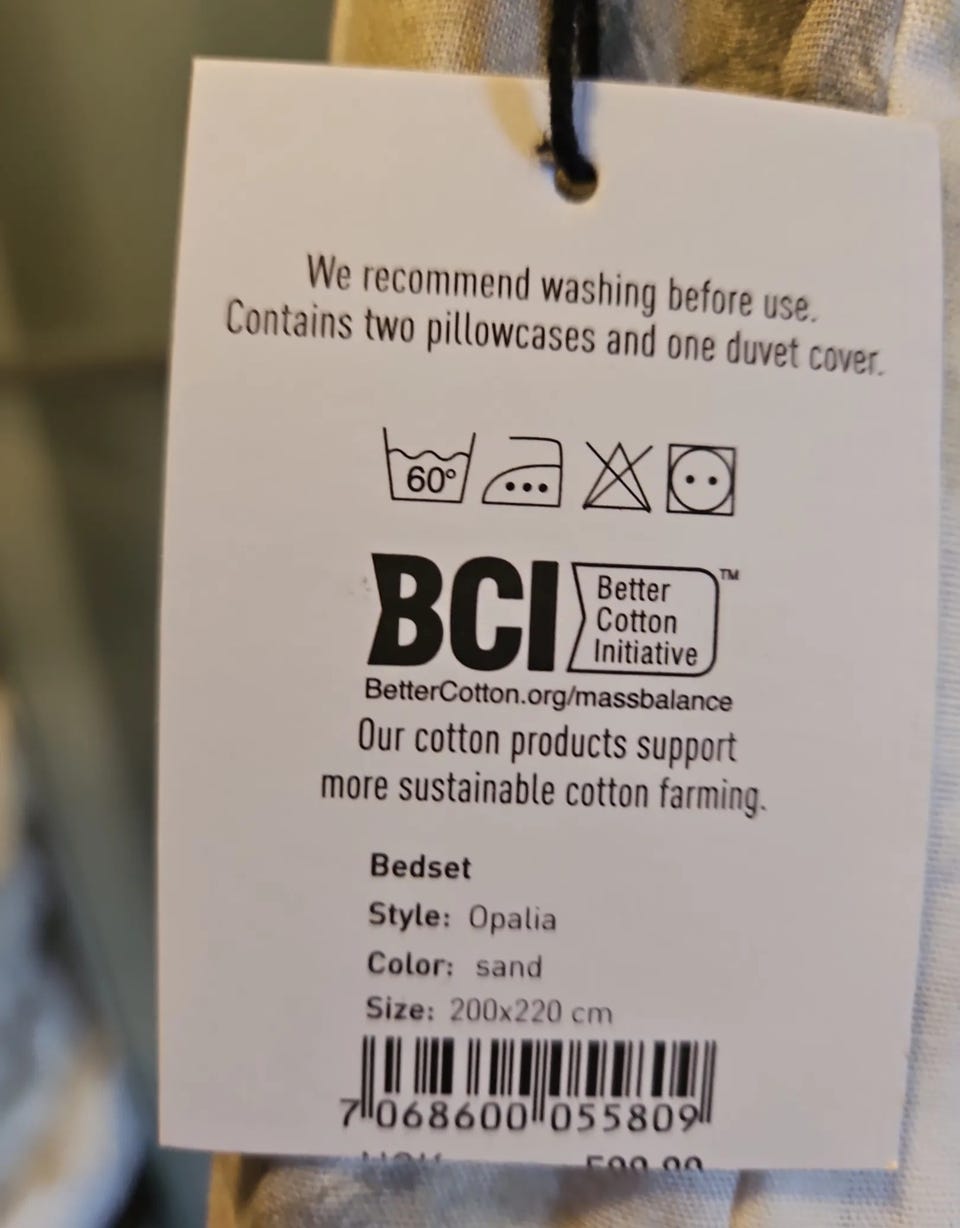 We recommend washing before use.
Contains two pillowcases and one duvet cover.
60°
BCI Better Cotton Initiative™
BetterCotton.org/massbalance
Our cotton products support
more sustainable cotton farming.
Bedset
Style: Opalia
Color: sand
Size: 200x220 cm
7 068600 055809